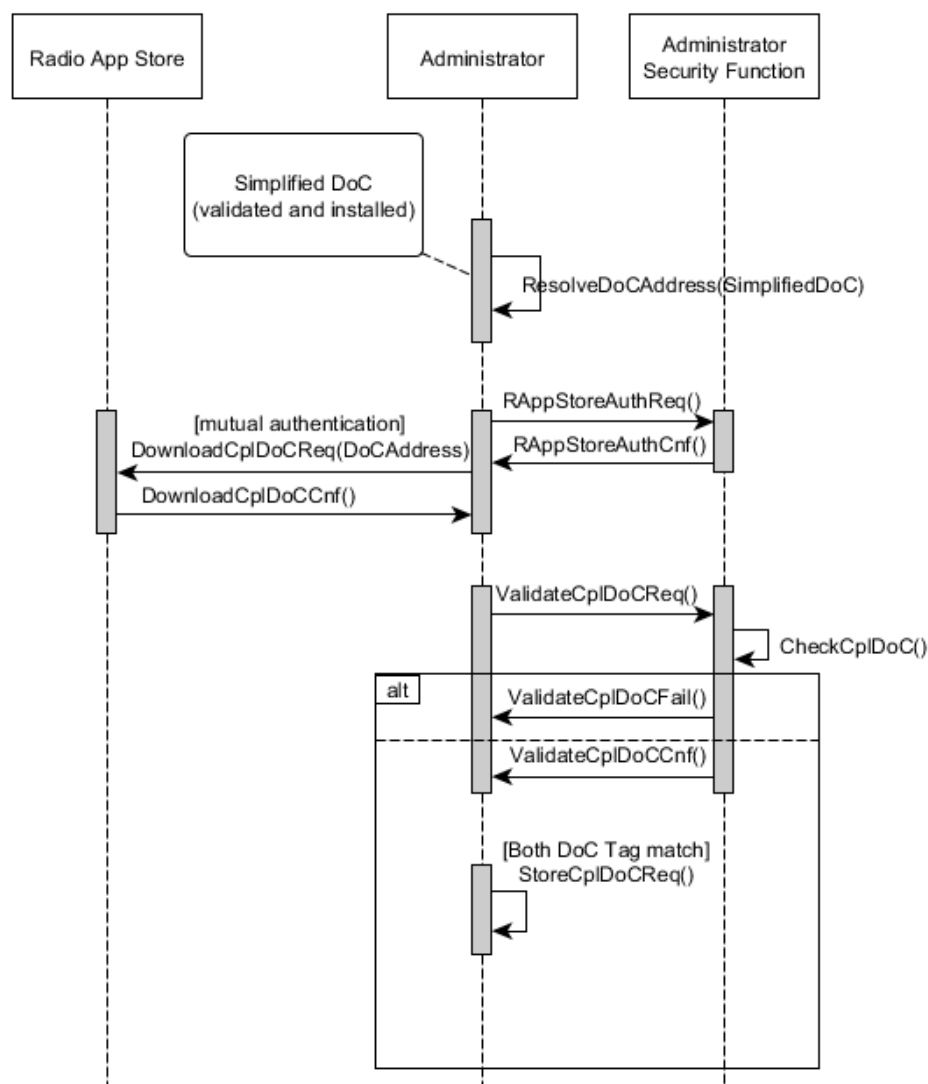 Radio App Store
Administrator
Administrator
Security Function
Simplified DoC
(validated and installed)
ResolveDoCAddress(SimplifiedDoC)
RAppStoreAuthReq()
[mutual authentication]
RAppStoreAuthCnf()
DownloadCplDoCReq(DoCAddress)
DownloadCplDoCCnf()
ValidateCplDoCReq()
CheckCplDoC()
alt
ValidateCplDoCFail()
ValidateCplDoCCnf()
[Both DoC Tag match]
StoreCplDoCReq()